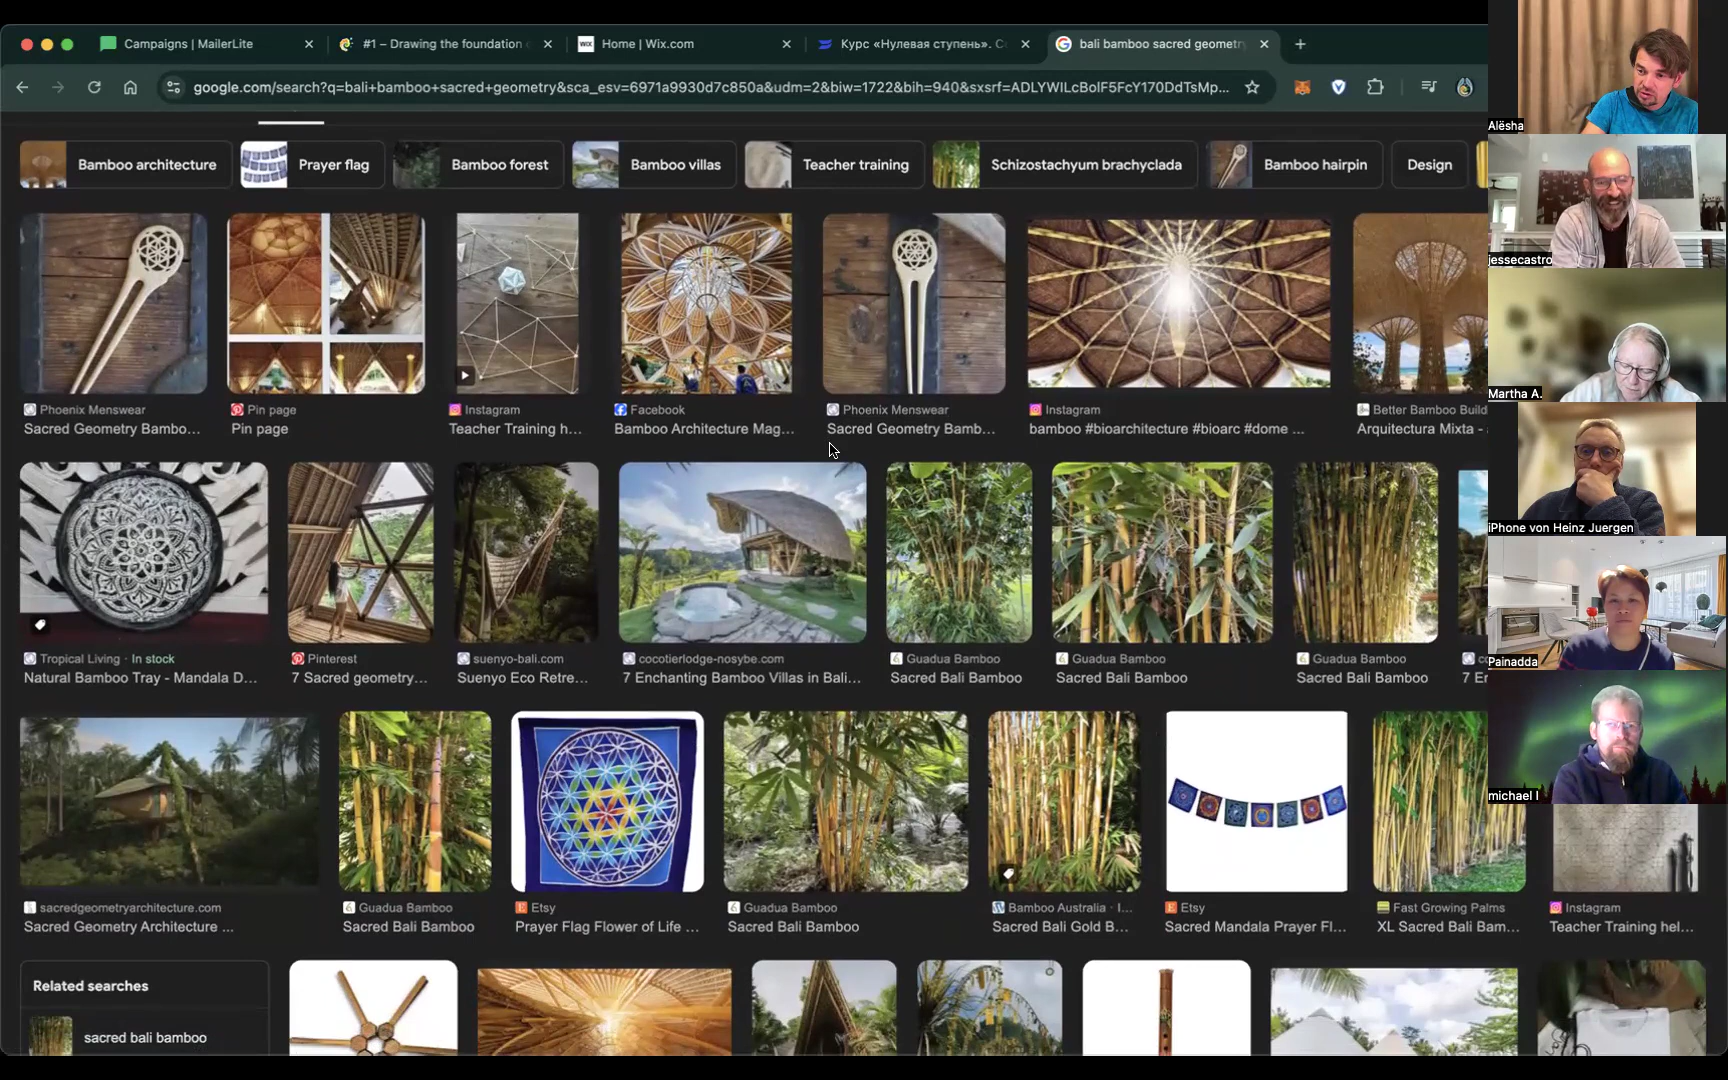 Campaigns | MailerLite
#1 – Drawing the foundation
Home | Wix.com
Курс «Нулевая ступень».
bali bamboo sacred geometr
google.com/search?q=bali+bamboo+sacred+geometry&sca_esv=6971a9930d7c850a&udm=2&biw=1722&bih=940&sxsrf=ADLYWILcBolF5FcY170DdTsMp...
Bamboo architecture
Prayer flag
Bamboo forest
Bamboo villas
Teacher training
Schizostachyum brachyclada
Bamboo hairpin
Design
Phoenix Menswear
Sacred Geometry Bambo...
Pin page
Pin page
Instagram
Teacher Training h...
Facebook
Bamboo Architecture Mag...
Phoenix Menswear
Sacred Geometry Bamb...
Instagram
bamboo #bioarchitecture #bioarc #dome ...
Better Bamboo Build
Arquitectura Mixta -
Tropical Living · In stock
Natural Bamboo Tray - Mandala D...
Pinterest
7 Sacred geometry...
suenyo-bali.com
Suenyo Eco Retre...
cocotierlodge-nosybe.com
7 Enchanting Bamboo Villas in Bali...
Guadua Bamboo
Sacred Bali Bamboo
Guadua Bamboo
Sacred Bali Bamboo
Guadua Bamboo
Sacred Bali Bamboo
7 En
sacredgeometryarchitecture.com
Sacred Geometry Architecture ...
Guadua Bamboo
Sacred Bali Bamboo
Etsy
Prayer Flag Flower of Life ...
Guadua Bamboo
Sacred Bali Bamboo
Bamboo Australia · I...
Sacred Bali Gold B...
Etsy
Sacred Mandala Prayer Fl...
Fast Growing Palms
XL Sacred Bali Bam...
Instagram
Teacher Training hel...
Related searches
sacred bali bamboo
Alësha
jessecastro
Martha A.
iPhone von Heinz Juergen
Painadda
michael l